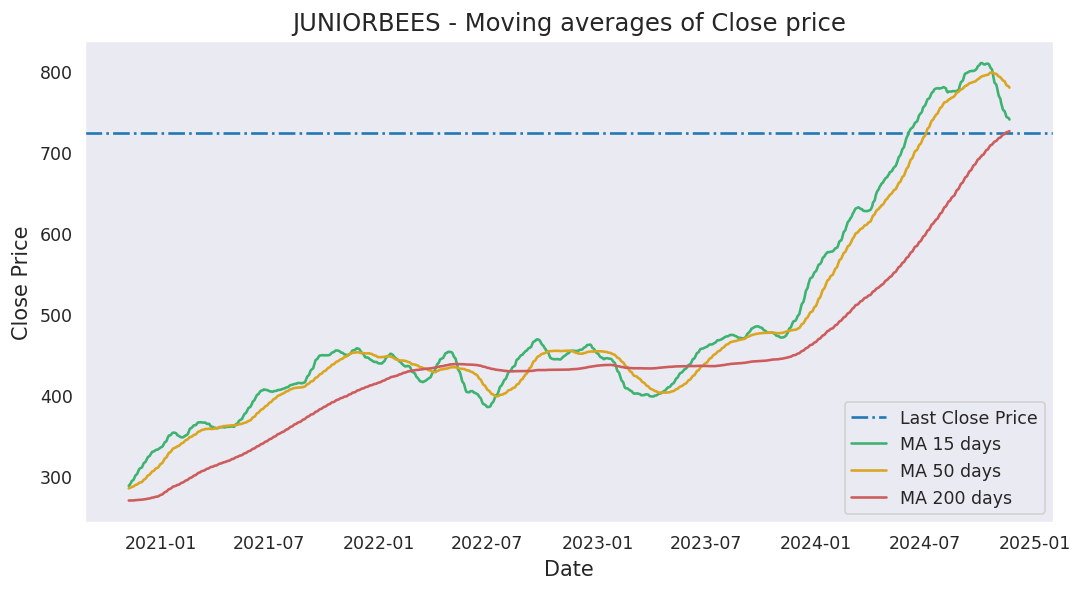 JUNIORBEES - Moving averages of Close price
Close Price
800
700
600
500
400
300
2021-01
2021-07
2022-01
2022-07
2023-01
2023-07
2024-01
2024-07
2025-01
Date
Last Close Price
MA 15 days
MA 50 days
MA 200 days